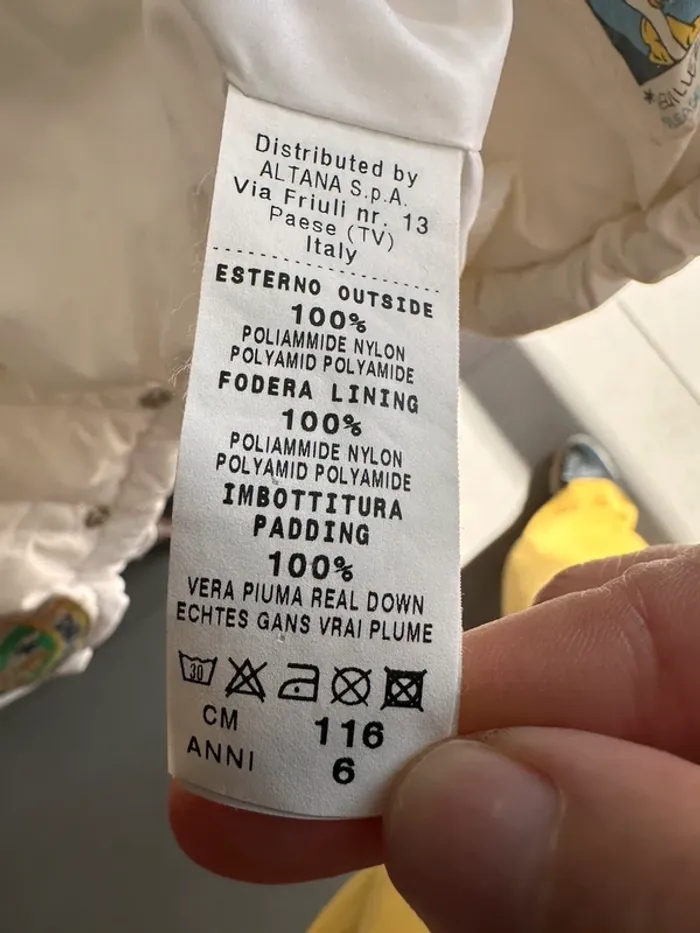 Distributed by
ALTANA S.p.A.
Via Friuli nr. 13
Paese (TV)
Italy
ESTERNO OUTSIDE
100%
POLIAMMIDE NYLON
POLYAMID POLYAMIDE
FODERA LINING
100%
POLIAMMIDE NYLON
POLYAMID POLYAMIDE
IMBOTTITURA
PADDING
100%
VERA PIUMA REAL DOWN
ECHTES GANS VRAI PLUME
30
CM 116
ANNI 6